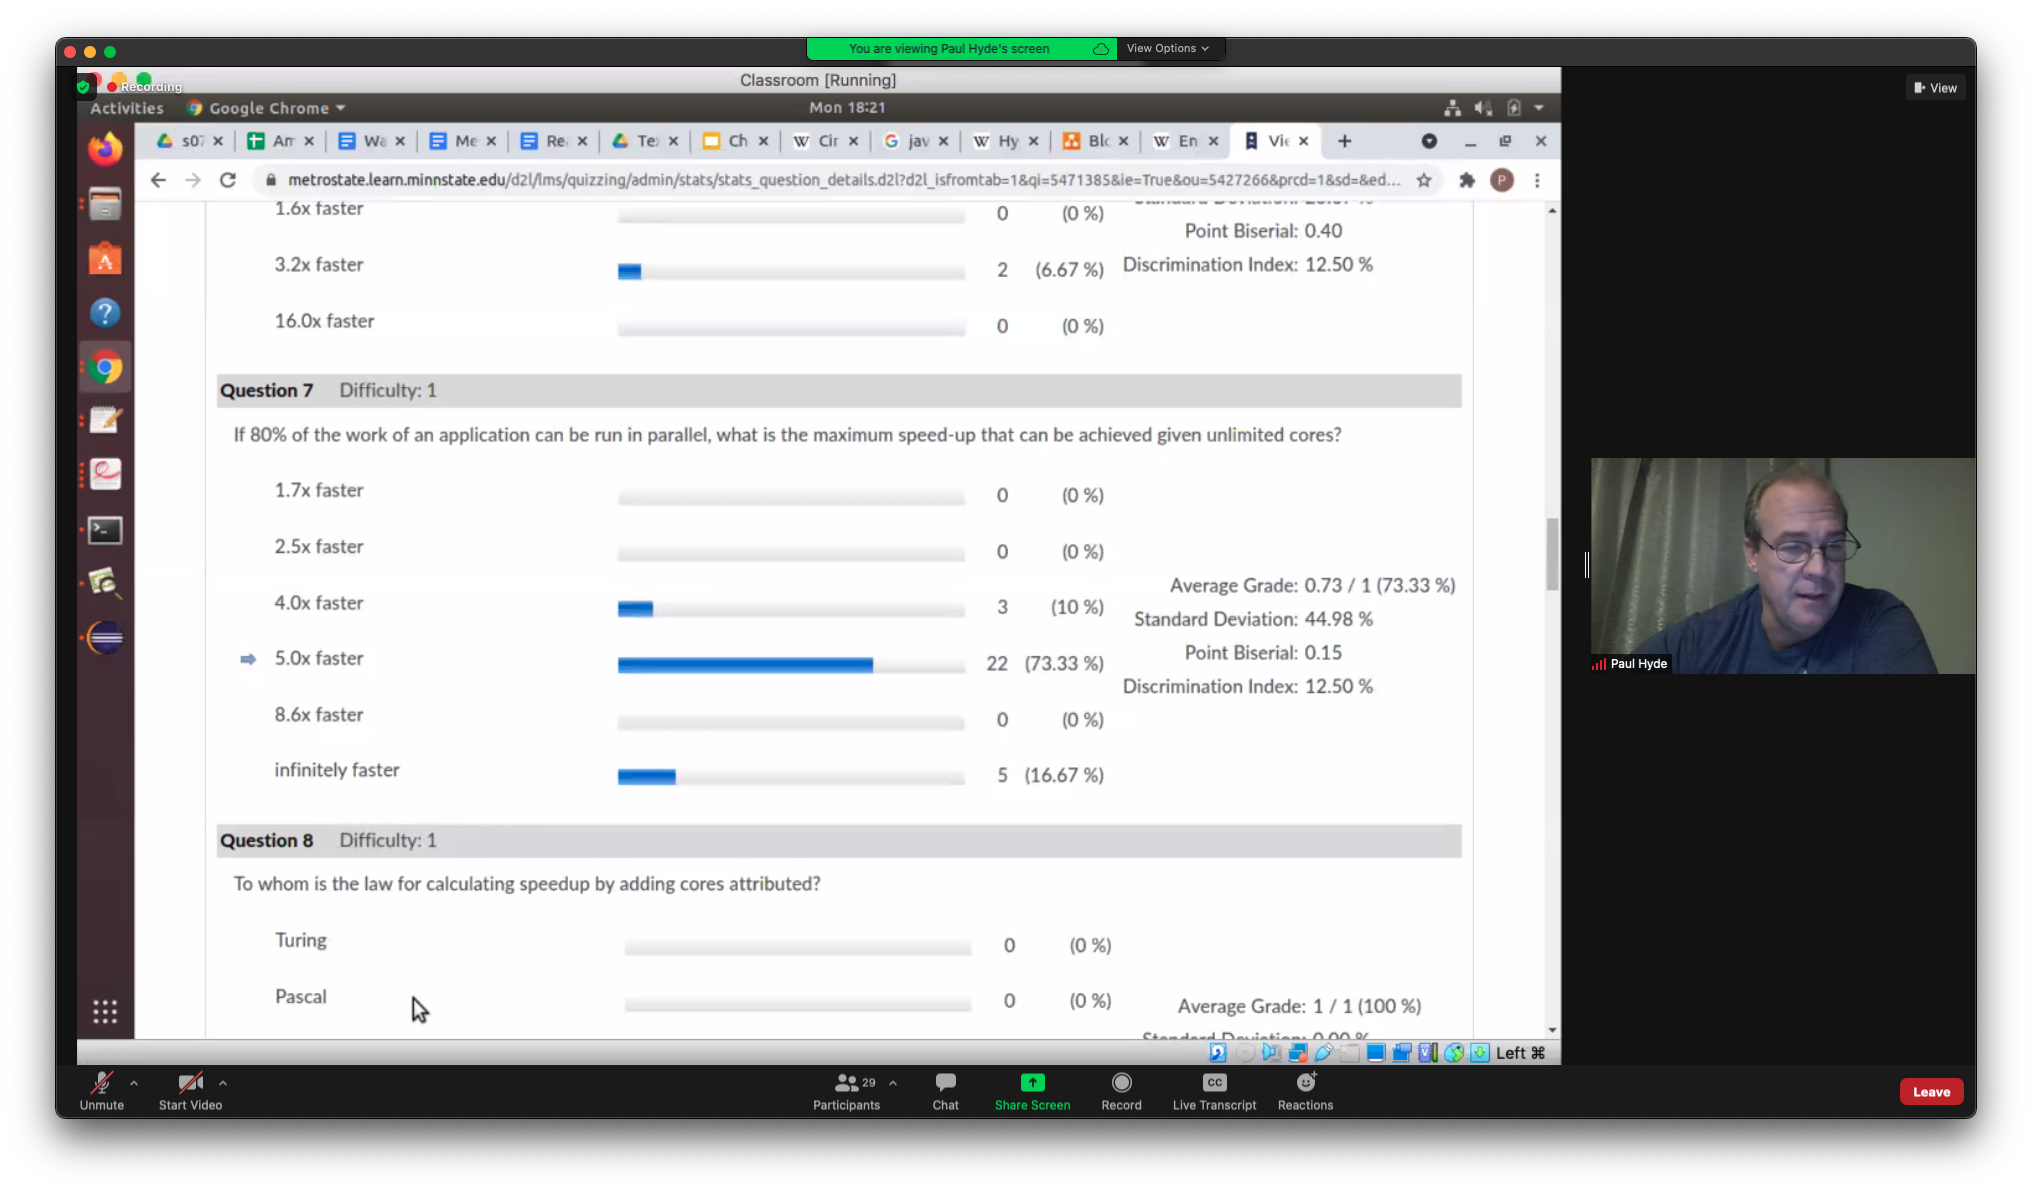 You are viewing Paul Hyde's screen
View Options
Classroom [Running]
Recording
View
Activities
Google Chrome
Mon 18:21
s07
Am
Wa
Me
Re
Te
Ch
W Cir
G jav
W Hy
Blo
W En
Vie
metrostate.learn.minnstate.edu/d2l/lms/quizzing/admin/stats/stats_question_details.d2l?d2l_isfromtab=1&qi=5471385&ie=True&ou=5427266&prcd=1&sd=&ed...
P
1.6x faster 0 (0 %)
Point Biserial: 0.40
3.2x faster 2 (6.67 %) Discrimination Index: 12.50 %
16.0x faster 0 (0 %)
Question 7 Difficulty: 1
If 80% of the work of an application can be run in parallel, what is the maximum speed-up that can be achieved given unlimited cores?
1.7x faster 0 (0 %)
2.5x faster 0 (0 %)
Average Grade: 0.73 / 1 (73.33 %)
4.0x faster 3 (10 %)
Standard Deviation: 44.98 %
Point Biserial: 0.15
5.0x faster 22 (73.33 %)
Discrimination Index: 12.50 %
8.6x faster 0 (0 %)
infinitely faster 5 (16.67 %)
Paul Hyde
Question 8 Difficulty: 1
To whom is the law for calculating speedup by adding cores attributed?
Turing 0 (0 %)
Pascal 0 (0 %)
Average Grade: 1 / 1 (100 %)
Standard Deviation: 0.00 %
Left ⌘
Unmute
Start Video
29
Participants
Chat
Share Screen
Record
CC
Live Transcript
Reactions
Leave